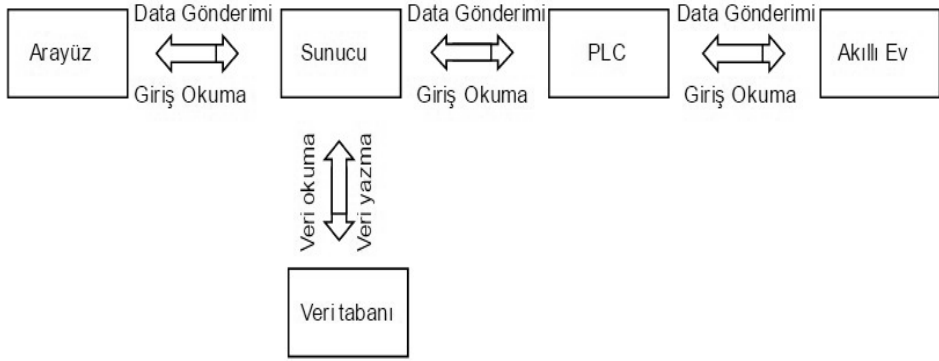 Data Gönderimi
Data Gönderimi
Data Gönderimi
Arayüz
Sunucu
PLC
Akıllı Ev
Giriş Okuma
Giriş Okuma
Giriş Okuma
Veri okuma
Veri yazma
Veri tabanı